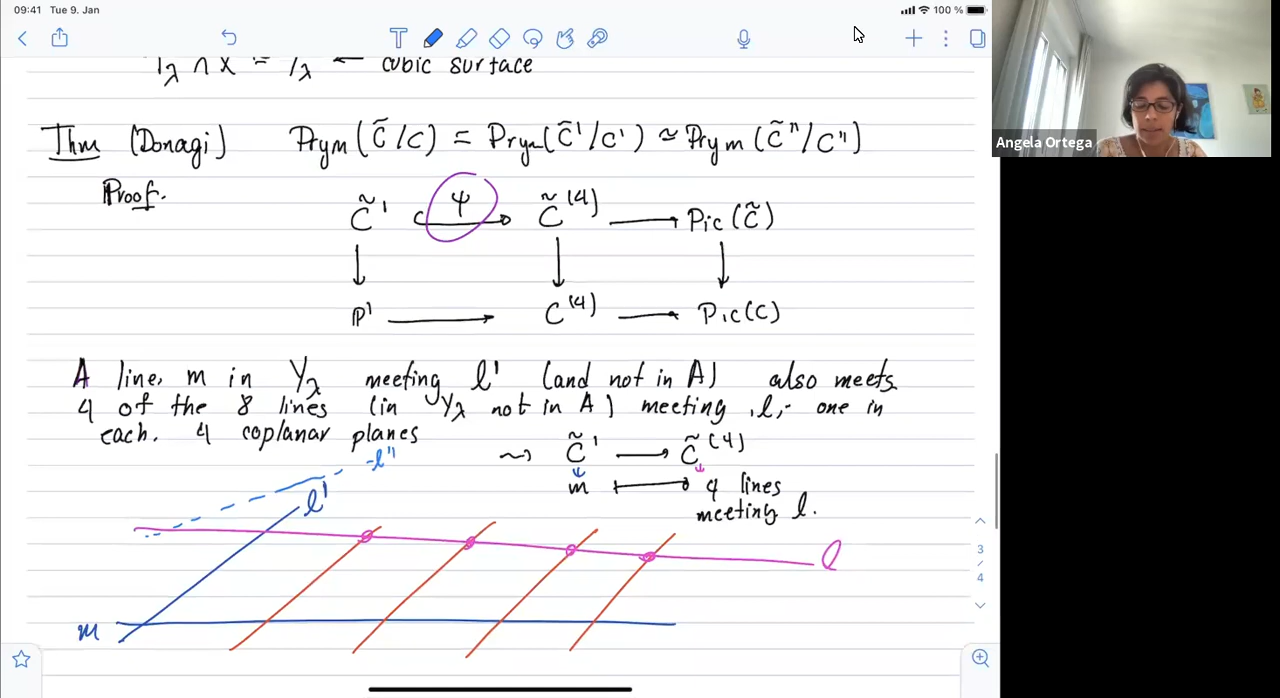 09:41 Tue 9. Jan
100 %
cubic surface
Thm (Donagi) Prym (C̃/C) = Prym (C̃'/C') ≃ Prym (C̃"/C")
Angela Ortega
Proof.
C̃' ψ C̃^(4) → Pic(C̃)
ℙ¹ → C^(4) → Pic(C)
A line, m in Y_λ meeting l' (and not in A) also meets
4 of the 8 lines (in Y_λ not in A) meeting l, one in
each. 4 coplanar planes
⇝ C̃' → C̃^(4)
m ↦ 4 lines
meeting l.
l"
l'
l
m
3
/
4